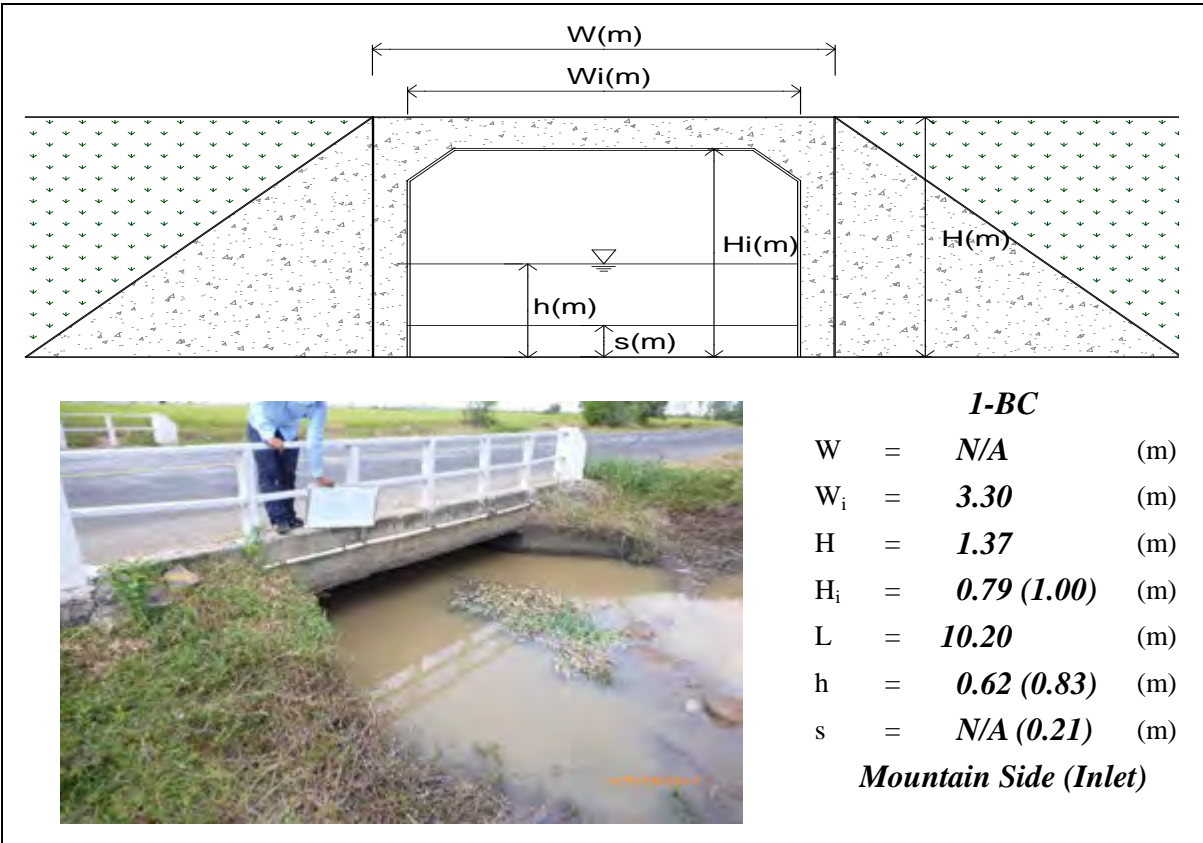 W(m)
Wi(m)
Hi(m)
H(m)
h(m)
s(m)
1-BC
W = N/A (m)
Wi = 3.30 (m)
H = 1.37 (m)
Hi = 0.79 (1.00) (m)
L = 10.20 (m)
h = 0.62 (0.83) (m)
s = N/A (0.21) (m)
Mountain Side (Inlet)